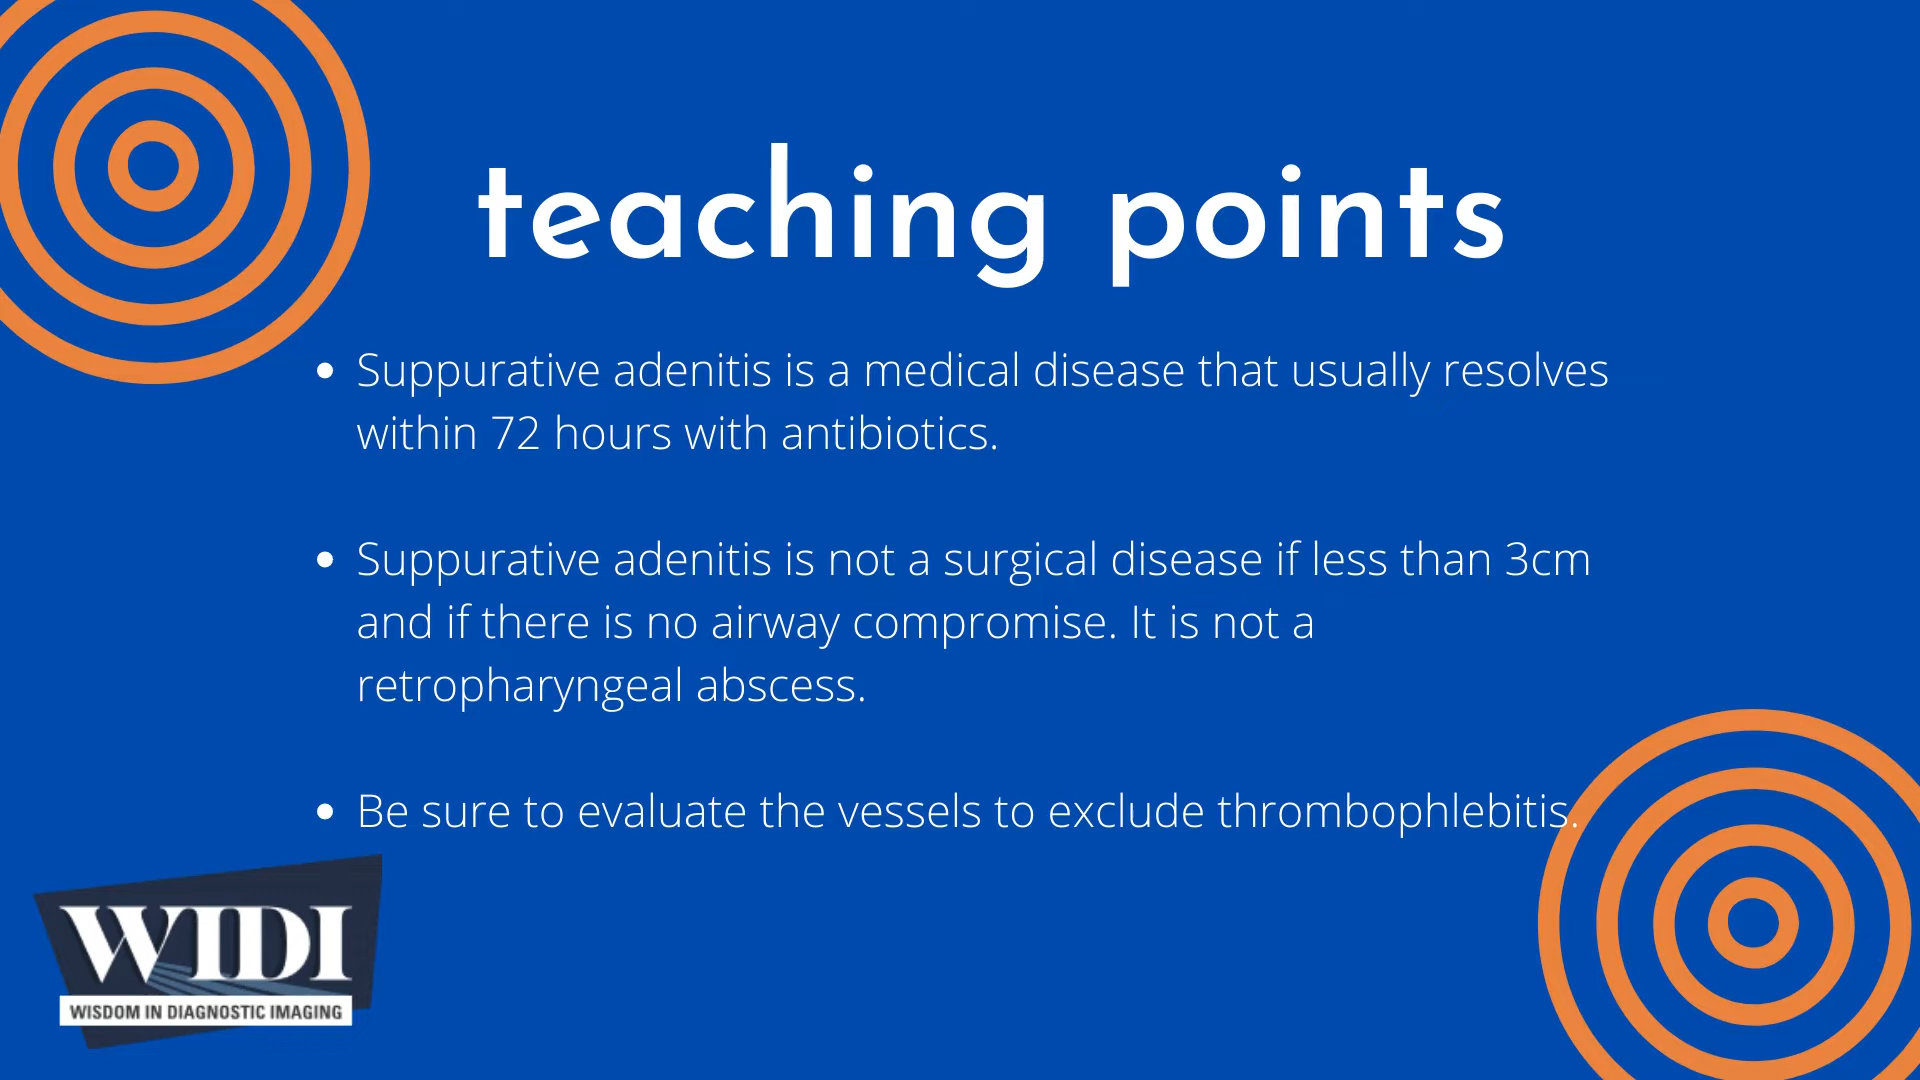 teaching points
• Suppurative adenitis is a medical disease that usually resolves
within 72 hours with antibiotics.
• Suppurative adenitis is not a surgical disease if less than 3cm
and if there is no airway compromise. It is not a
retropharyngeal abscess.
• Be sure to evaluate the vessels to exclude thrombophlebitis.
WIDI
WISDOM IN DIAGNOSTIC IMAGING